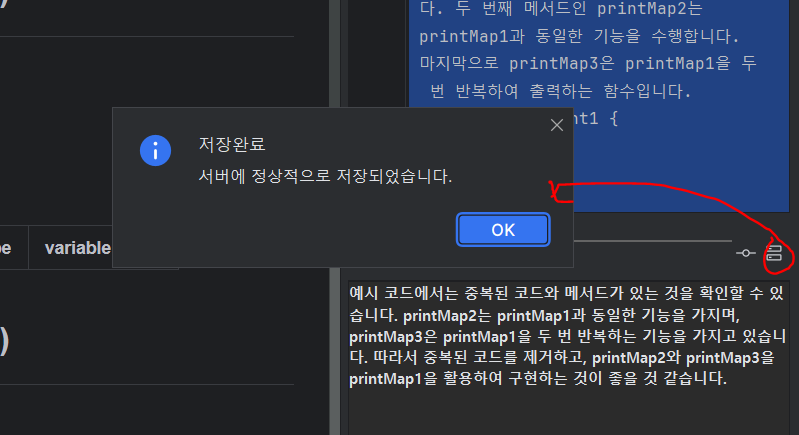 )
다. 두 번째 메서드인 printMap2는
printMap1과 동일한 기능을 수행합니다.
마지막으로 printMap3은 printMap1을 두
번 반복하여 출력하는 함수입니다.
nt1 {
저장완료
서버에 정상적으로 저장되었습니다.
OK
pe
variable
예시 코드에서는 중복된 코드와 메서드가 있는 것을 확인할 수 있
습니다. printMap2는 printMap1과 동일한 기능을 가지며,
printMap3은 printMap1을 두 번 반복하는 기능을 가지고 있습니
다. 따라서 중복된 코드를 제거하고, printMap2와 printMap3을
printMap1을 활용하여 구현하는 것이 좋을 것 같습니다.
)